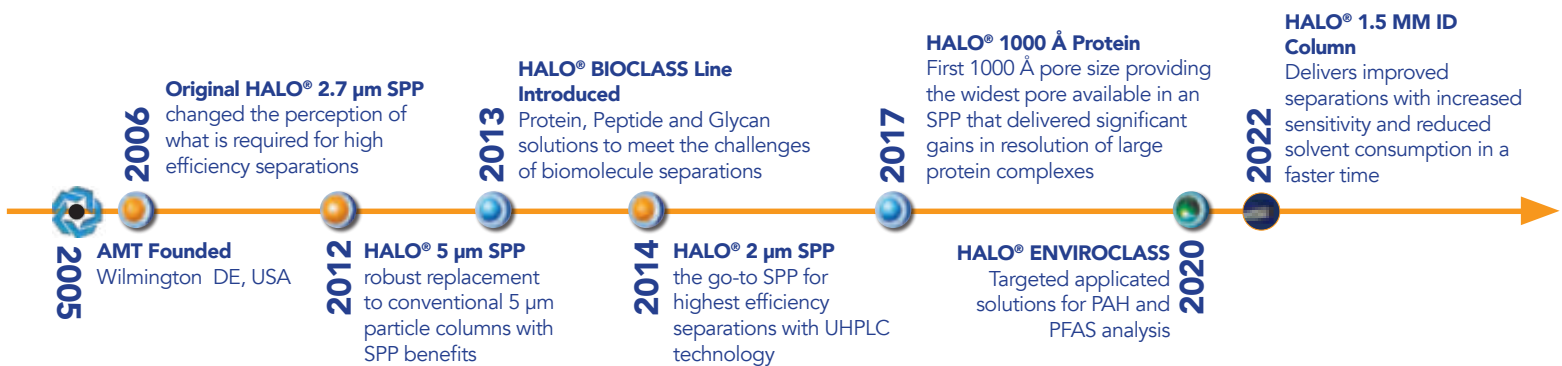 2005
AMT Founded
Wilmington DE, USA
2006
Original HALO® 2.7 µm SPP
changed the perception of
what is required for high
efficiency separations
2012
HALO® 5 µm SPP
robust replacement
to conventional 5 µm
particle columns with
SPP benefits
2013
HALO® BIOCLASS Line
Introduced
Protein, Peptide and Glycan
solutions to meet the challenges
of biomolecule separations
2014
HALO® 2 µm SPP
the go-to SPP for
highest efficiency
separations with UHPLC
technology
2017
HALO® 1000 Å Protein
First 1000 Å pore size providing
the widest pore available in an
SPP that delivered significant
gains in resolution of large
protein complexes
2020
HALO® ENVIROCLASS
Targeted applicated
solutions for PAH and
PFAS analysis
2022
HALO® 1.5 MM ID
Column
Delivers improved
separations with increased
sensitivity and reduced
solvent consumption in a
faster time